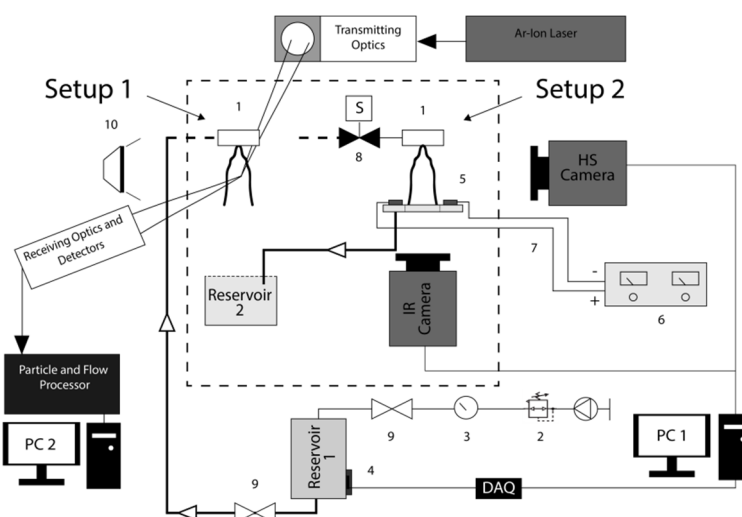 Transmitting
Optics
Ar-Ion Laser
Setup 1
Setup 2
1
S
1
10
8
5
HS
Camera
Receiving Optics and
Detectors
7
Reservoir
2
IR
Camera
-
+
6
Particle and Flow
Processor
PC 2
9
3
2
Reservoir
1
4
PC 1
9
DAQ